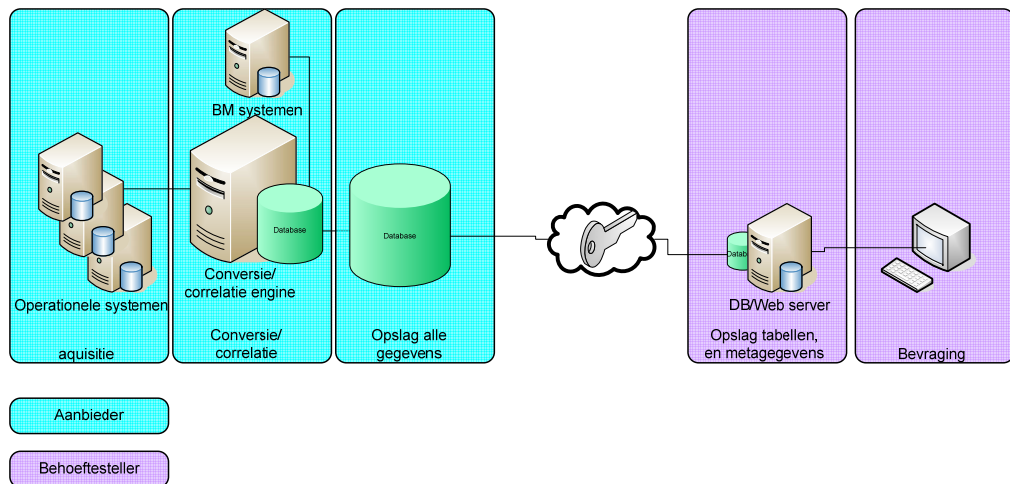 BM systemen
Database
Database
Datab
Conversie/
correlatie engine
Operationele systemen
DB/Web server
aquisitie
Conversie/
correlatie
Opslag alle
gegevens
Opslag tabellen,
en metagegevens
Bevraging
Aanbieder
Behoeftesteller